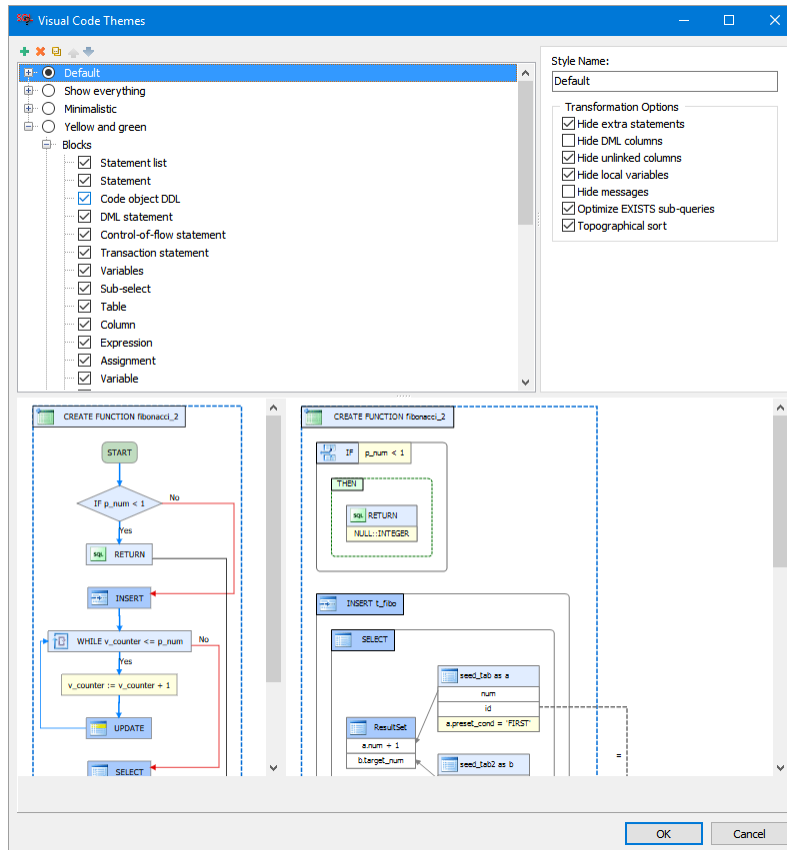 Visual Code Themes
Default
Show everything
Minimalistic
Yellow and green
Blocks
Statement list
Statement
Code object DDL
DML statement
Control-of-flow statement
Transaction statement
Variables
Sub-select
Table
Column
Expression
Assignment
Variable
Style Name:
Default
Transformation Options
Hide extra statements
Hide DML columns
Hide unlinked columns
Hide local variables
Hide messages
Optimize EXISTS sub-queries
Topographical sort
CREATE FUNCTION fibonacci_2
START
IF p_num < 1
No
Yes
SQL RETURN
INSERT
WHILE v_counter <= p_num
No
Yes
v_counter := v_counter + 1
UPDATE
SELECT
CREATE FUNCTION fibonacci_2
IF p_num < 1
THEN
SQL RETURN
NULL::INTEGER
INSERT t_fibo
SELECT
seed_tab as a
num
id
a.preset_cond = 'FIRST'
ResultSet
a.num + 1
b.target_num
=
seed_tab2 as b
OK
Cancel